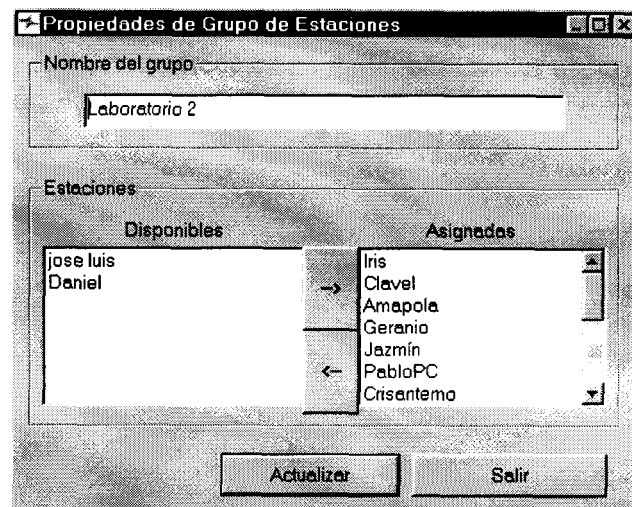 Propiedades de Grupo de Estaciones
Nombre del grupo
Laboratorio 2
Estaciones
Disponibles
Asignadas
jose luis
Daniel
Iris
Clavel
Amapola
Geranio
Jazmín
PabloPC
Crisantemo
Actualizar
Salir